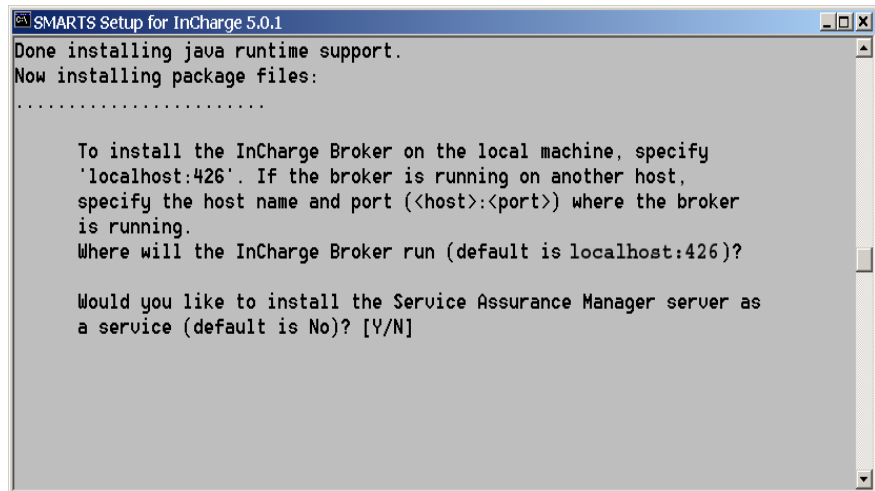 SMARTS Setup for InCharge 5.0.1
Done installing java runtime support.
Now installing package files:
........................
To install the InCharge Broker on the local machine, specify
'localhost:426'. If the broker is running on another host,
specify the host name and port (<host>:<port>) where the broker
is running.
Where will the InCharge Broker run (default is localhost:426)?
Would you like to install the Service Assurance Manager server as
a service (default is No)? [Y/N]